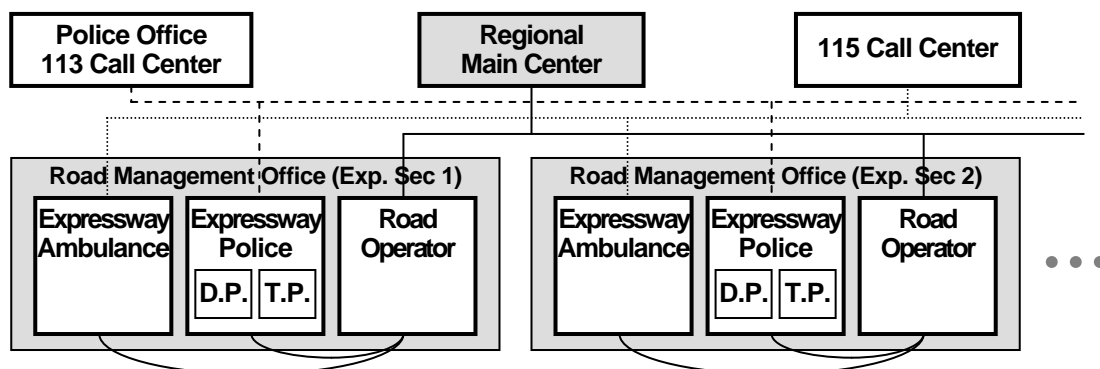 Police Office
113 Call Center
Regional
Main Center
115 Call Center
Road Management Office (Exp. Sec 1)
Expressway
Ambulance
Expressway
Police
D.P. T.P.
Road
Operator
Road Management Office (Exp. Sec 2)
Expressway
Ambulance
Expressway
Police
D.P. T.P.
Road
Operator